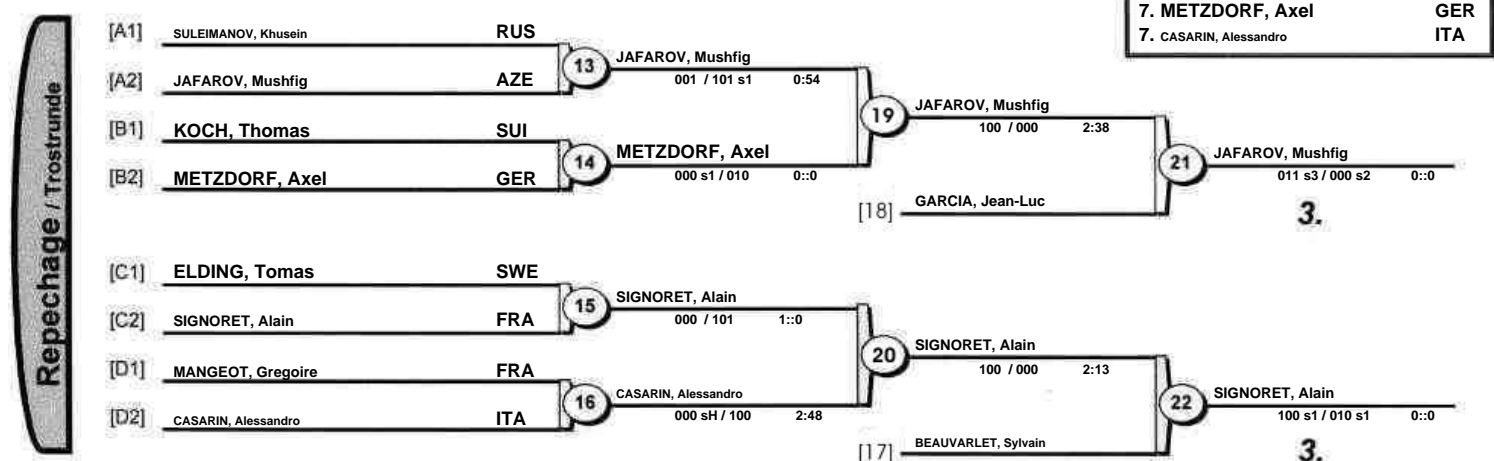 7. METZDORF, Axel GER
7. CASARIN, Alessandro ITA
Repechage / Trostrunde
[A1] SULEIMANOV, Khusein RUS
13 JAFAROV, Mushfig
001 / 101 s1 0:54
[A2] JAFAROV, Mushfig AZE
19 JAFAROV, Mushfig
100 / 000 2:38
[B1] KOCH, Thomas SUI
14 METZDORF, Axel
000 s1 / 010 0::0
21 JAFAROV, Mushfig
011 s3 / 000 s2 0::0
[B2] METZDORF, Axel GER
[18] GARCIA, Jean-Luc
3.
[C1] ELDING, Tomas SWE
15 SIGNORET, Alain
000 / 101 1::0
[C2] SIGNORET, Alain FRA
20 SIGNORET, Alain
100 / 000 2:13
[D1] MANGEOT, Gregoire FRA
16 CASARIN, Alessandro
000 sH / 100 2:48
22 SIGNORET, Alain
100 s1 / 010 s1 0::0
[D2] CASARIN, Alessandro ITA
[17] BEAUVARLET, Sylvain
3.